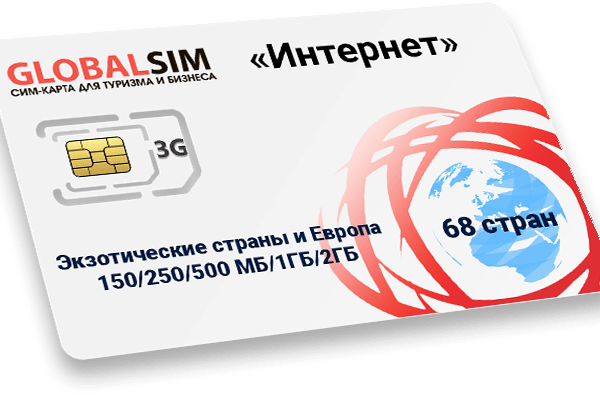 GLOBALSIM
СИМ-КАРТА ДЛЯ ТУРИЗМА И БИЗНЕСА
«Интернет»
3G
68 стран
Экзотические страны и Европа
150/250/500 МБ/1ГБ/2ГБ